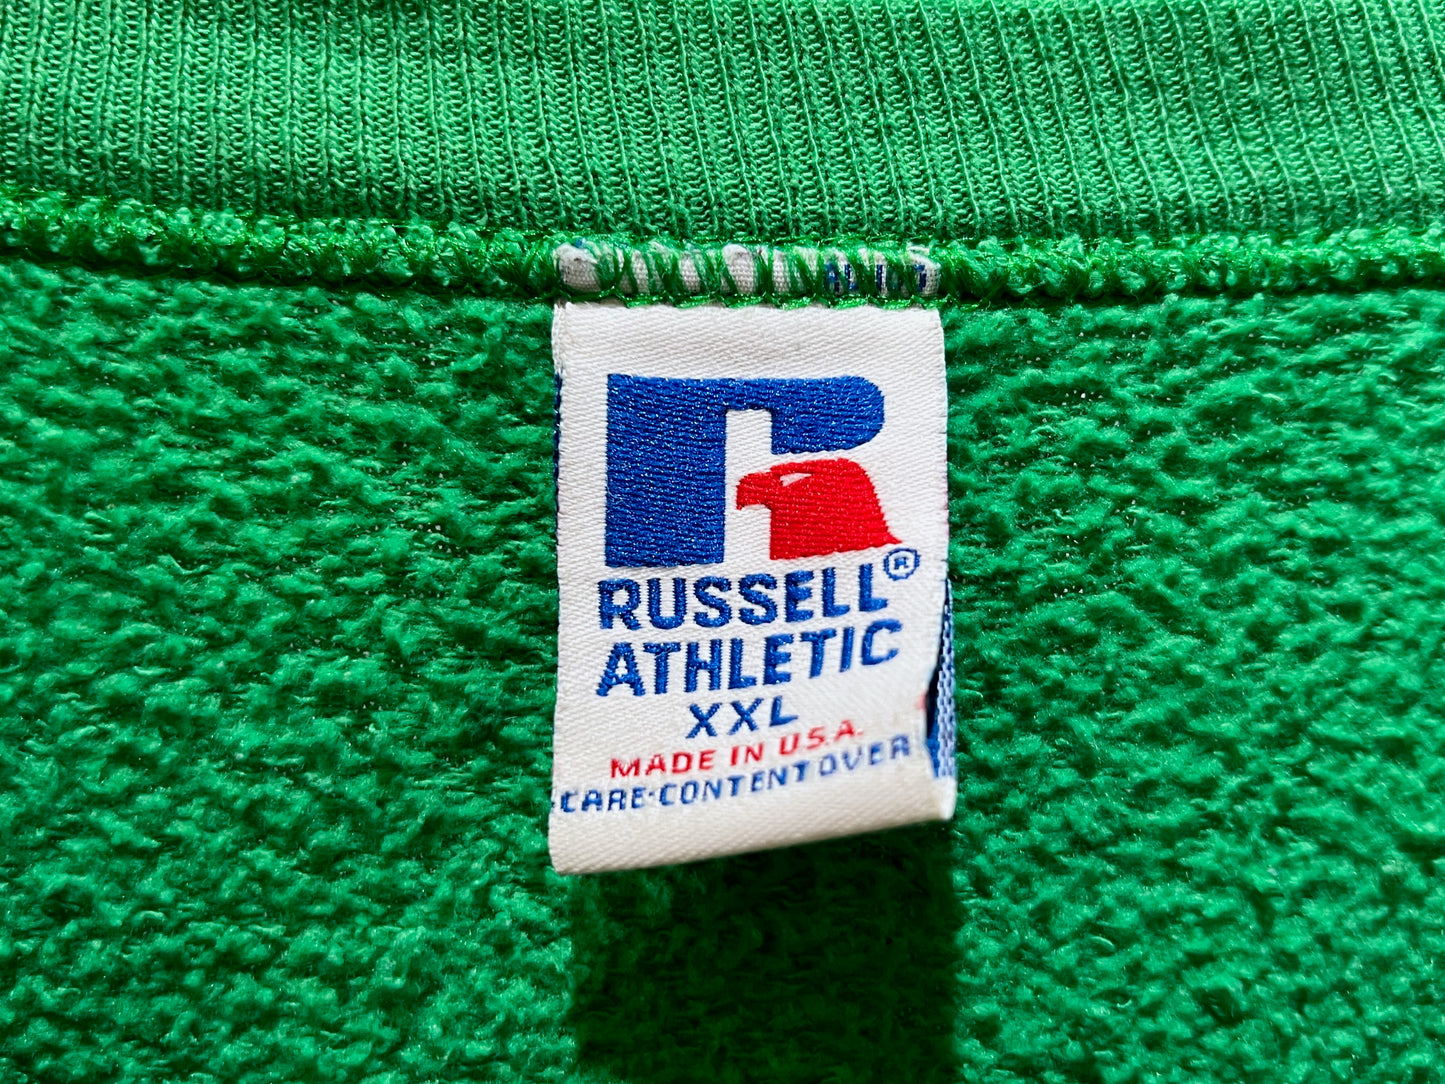 R
RUSSELL®
ATHLETIC
XXL
MADE IN U.S.A.
CARE·CONTENT OVER